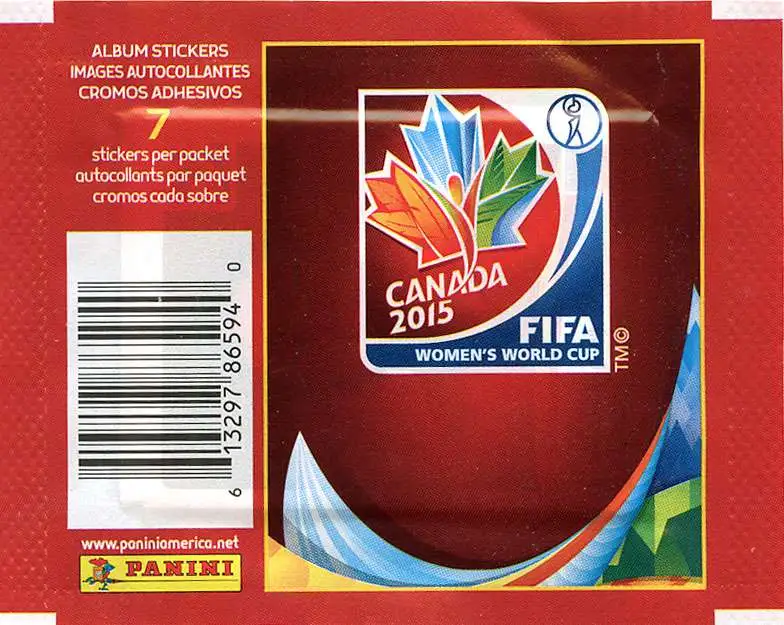 ALBUM STICKERS
IMAGES AUTOCOLLANTES
CROMOS ADHESIVOS
7
stickers per packet
autocollants par paquet
cromos cada sobre
6 13297 86594 0
www.paniniamerica.net
PANINI
CANADA
2015
FIFA
WOMEN'S WORLD CUP
TM©